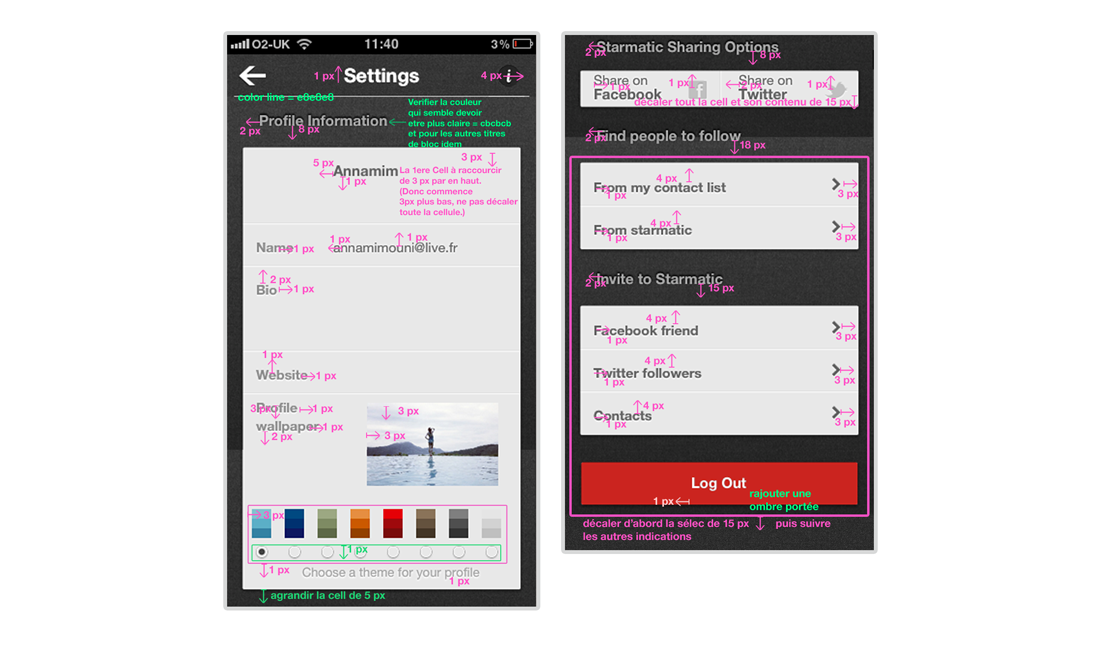 O2-UK 11:40 3%
1 px Settings 4 px i
color line = e8e8e8
Profile Information
2 px 8 px
Verifier la couleur
qui semble devoir
etre plus claire = cbcbcb
et pour les autres titres
de bloc idem
5 px 3 px
Annamim
1 px
La 1ere Cell à raccourcir
de 3 px par en haut.
(Donc commence
3px plus bas, ne pas décaler
toute la cellule.)
1 px 1 px
Name 1 px annamimouni@live.fr
2 px
Bio 1 px
1 px
Website 1 px
3px Profile 1 px 3 px
wallpaper 1 px
2 px 3 px
3 px
1 px
1 px Choose a theme for your profile
1 px
agrandir la cell de 5 px
Starmatic Sharing Options
2 px 8 px
Share on
Facebook
1 px 1 px f
Share on
Twitter
2 px 1 px
décaler tout la cell et son contenu de 15 px
Find people to follow
2 px 18 px
4 px
From my contact list
1 px 3 px
4 px
From starmatic
1 px 3 px
Invite to Starmatic
2 px 15 px
4 px
Facebook friend
1 px 3 px
4 px
Twitter followers
1 px 3 px
4 px
Contacts
1 px 3 px
Log Out
1 px
rajouter une
ombre portée
décaler d'abord la sélec de 15 px puis suivre
les autres indications